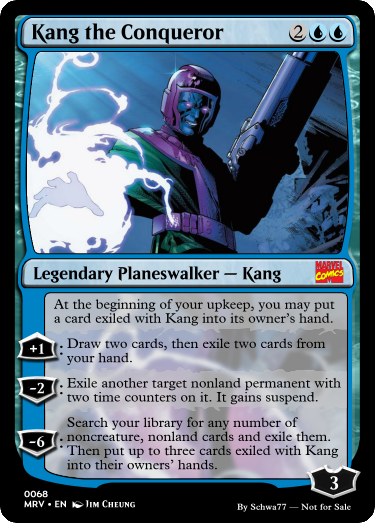 Kang the Conqueror 2
Legendary Planeswalker — Kang
MARVEL
COMICS
At the beginning of your upkeep, you may put
a card exiled with Kang into its owner's hand.
+1: Draw two cards, then exile two cards from
your hand.
-2: Exile another target nonland permanent with
two time counters on it. It gains suspend.
-6: Search your library for any number of
noncreature, nonland cards and exile them.
Then put up to three cards exiled with Kang
into their owners' hands.
3
0068
MRV • EN Jim Cheung
By Schwa77 — Not for Sale